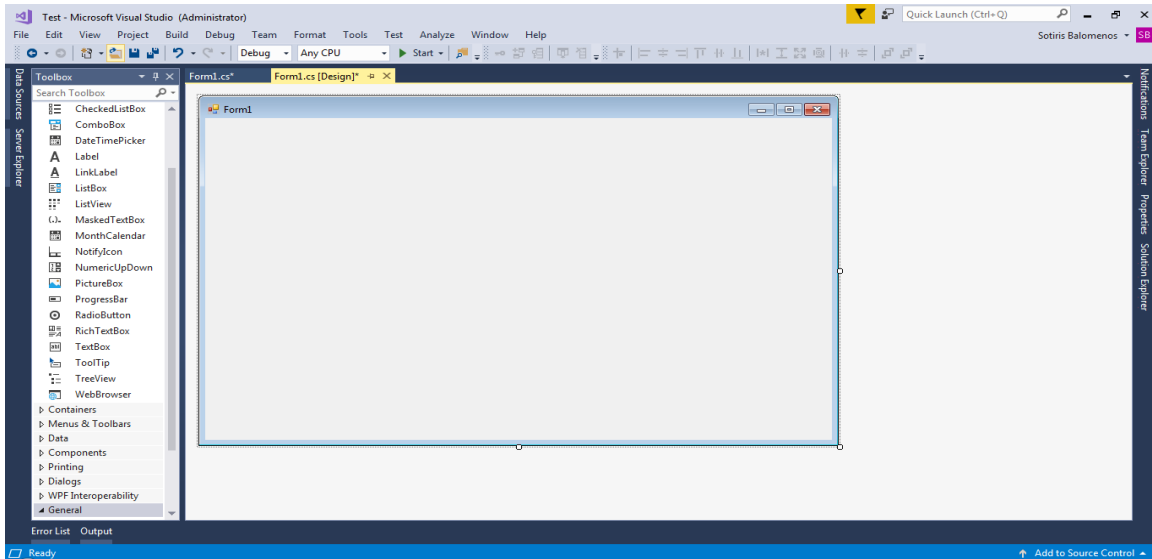 Test - Microsoft Visual Studio (Administrator)
Quick Launch (Ctrl+Q)
File Edit View Project Build Debug Team Format Tools Test Analyze Window Help
Sotiris Balomenos SB
Debug Any CPU Start
Data Sources
Server Explorer
Toolbox
Search Toolbox
CheckedListBox
ComboBox
DateTimePicker
A Label
A LinkLabel
ListBox
ListView
(.). MaskedTextBox
MonthCalendar
NotifyIcon
NumericUpDown
PictureBox
ProgressBar
RadioButton
RichTextBox
TextBox
ToolTip
TreeView
WebBrowser
Containers
Menus & Toolbars
Data
Components
Printing
Dialogs
WPF Interoperability
General
Form1.cs*
Form1.cs [Design]*
Form1
Notifications
Team Explorer
Properties
Solution Explorer
Error List Output
Ready
Add to Source Control